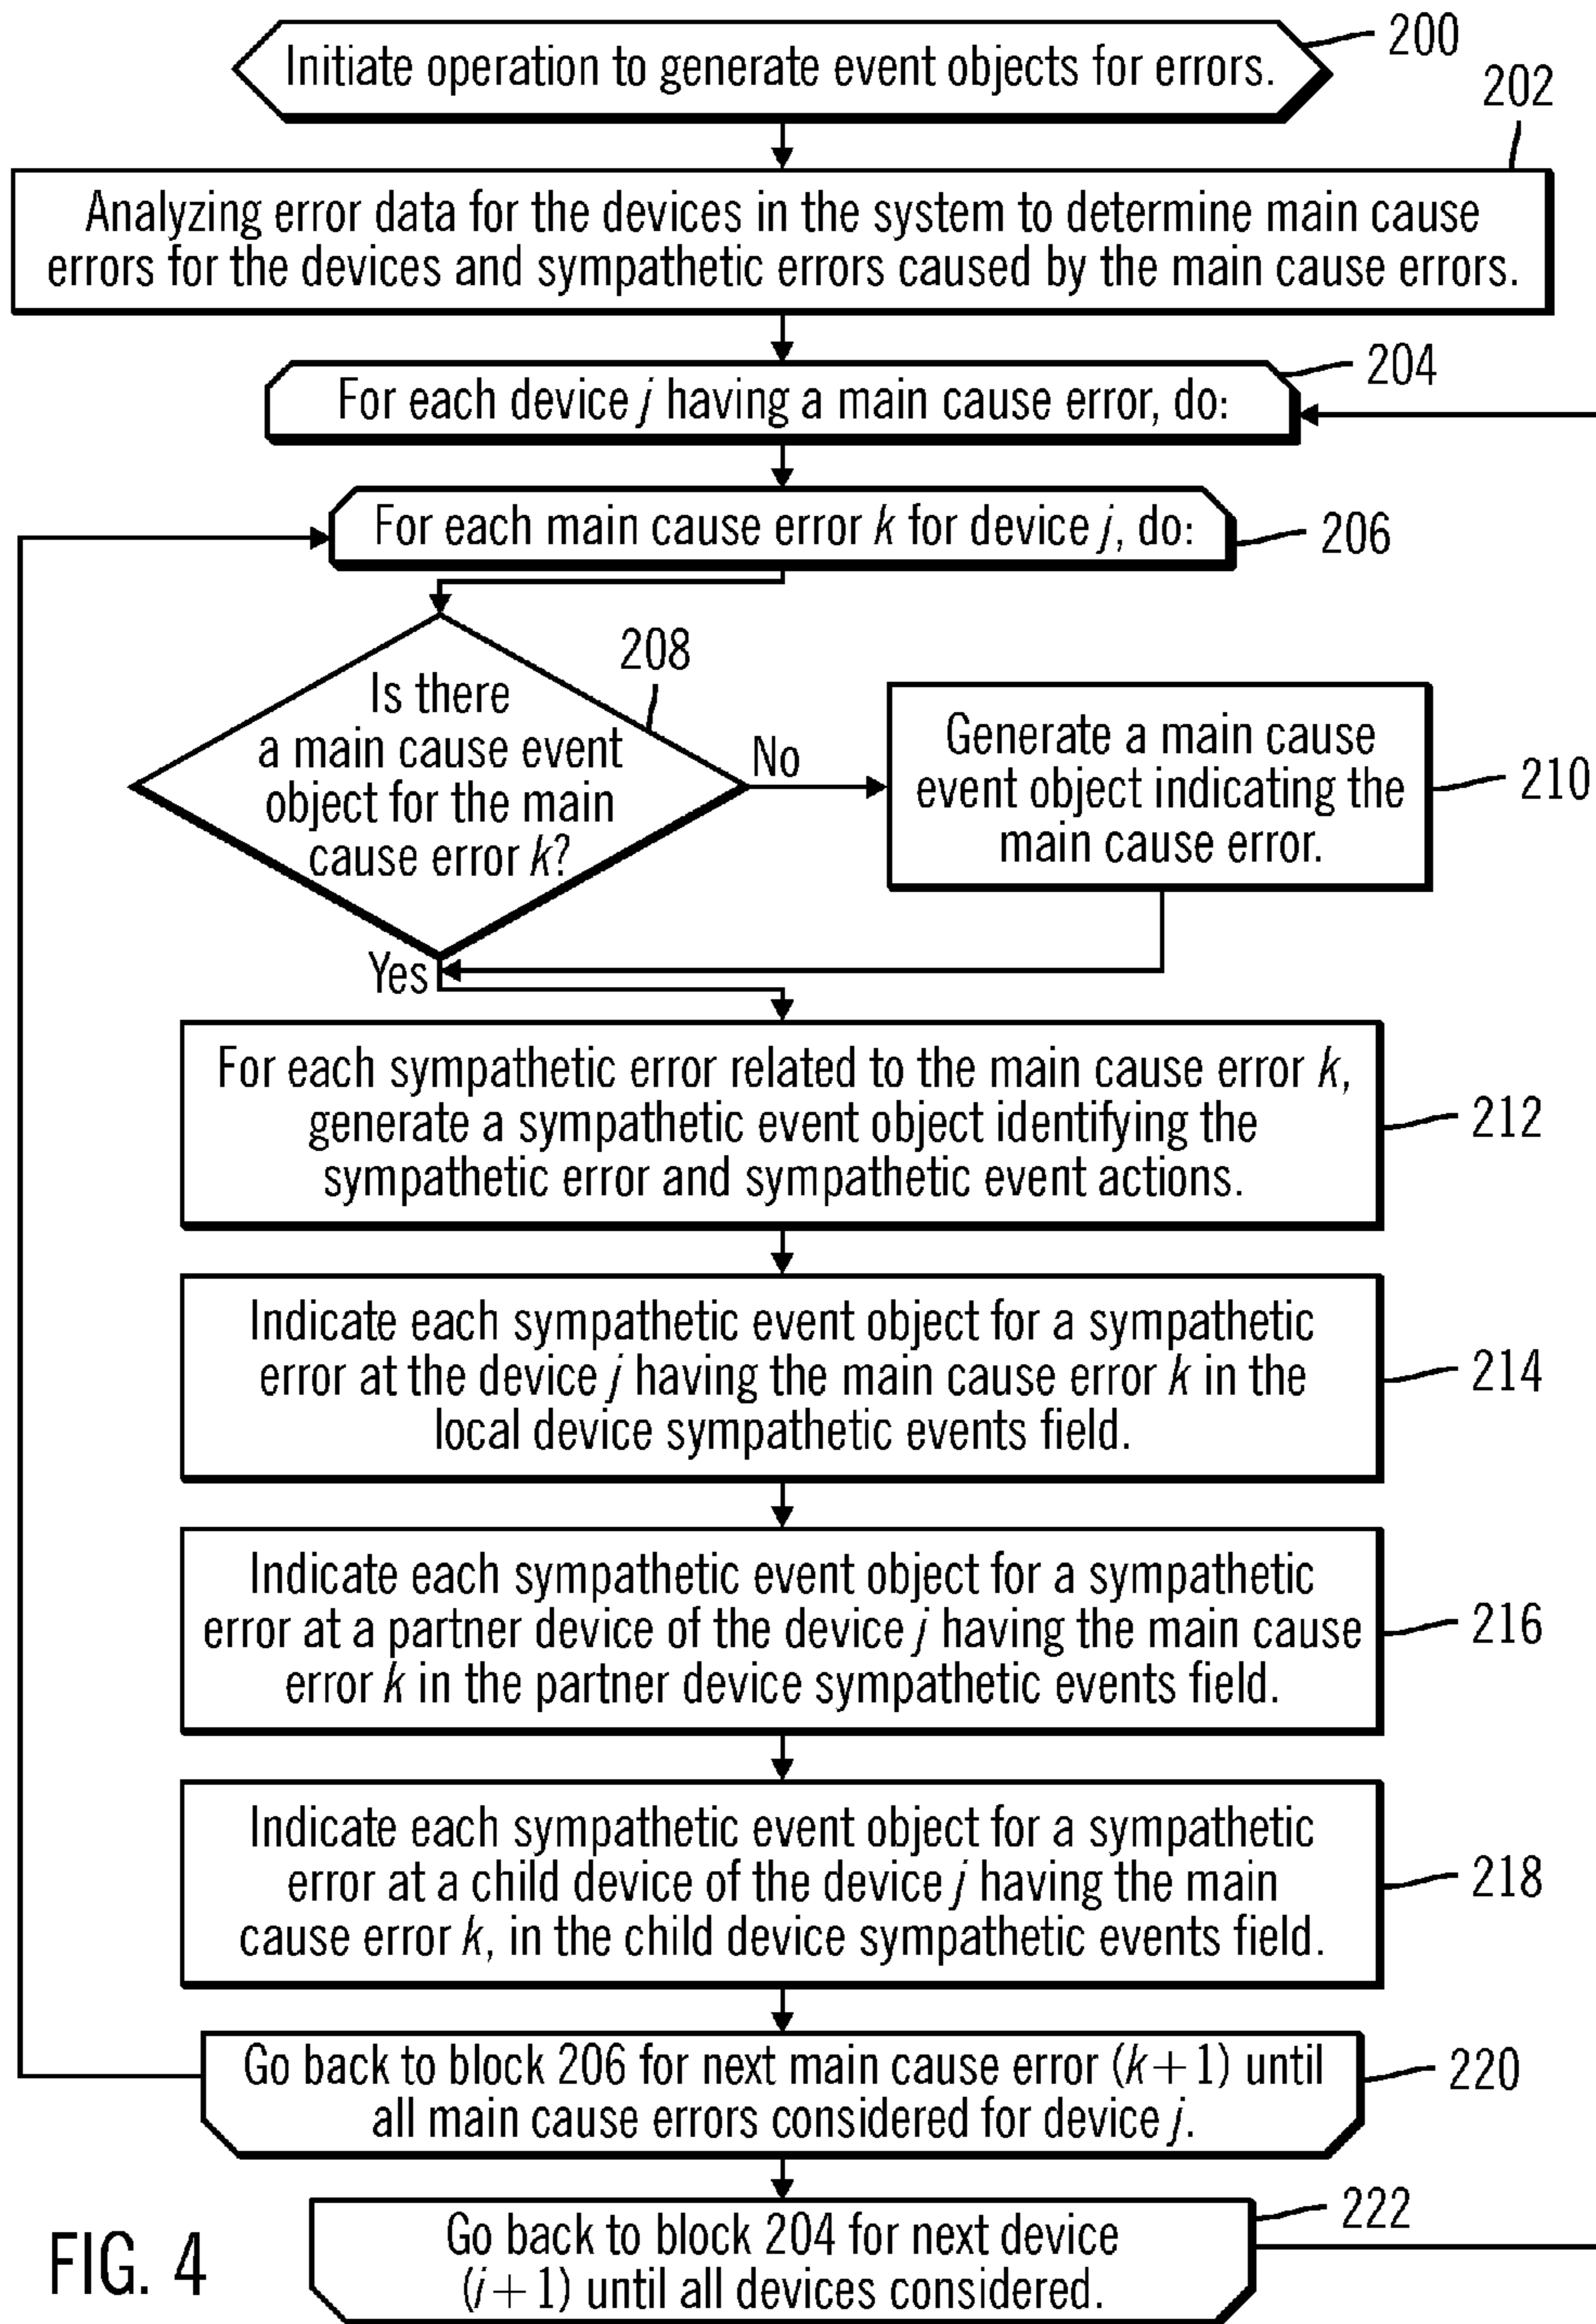 200
Initiate operation to generate event objects for errors.
202
Analyzing error data for the devices in the system to determine main cause
errors for the devices and sympathetic errors caused by the main cause errors.
204
For each device j having a main cause error, do:
For each main cause error k for device j, do:
206
208
Is there
a main cause event
object for the main
cause error k?
No
Generate a main cause
event object indicating the
main cause error.
210
Yes
For each sympathetic error related to the main cause error k,
generate a sympathetic event object identifying the
sympathetic error and sympathetic event actions.
212
Indicate each sympathetic event object for a sympathetic
error at the device j having the main cause error k in the
local device sympathetic events field.
214
Indicate each sympathetic event object for a sympathetic
error at a partner device of the device j having the main cause
error k in the partner device sympathetic events field.
216
Indicate each sympathetic event object for a sympathetic
error at a child device of the device j having the main
cause error k, in the child device sympathetic events field.
218
Go back to block 206 for next main cause error (k+1) until
all main cause errors considered for device j.
220
Go back to block 204 for next device
(i+1) until all devices considered.
222
FIG. 4